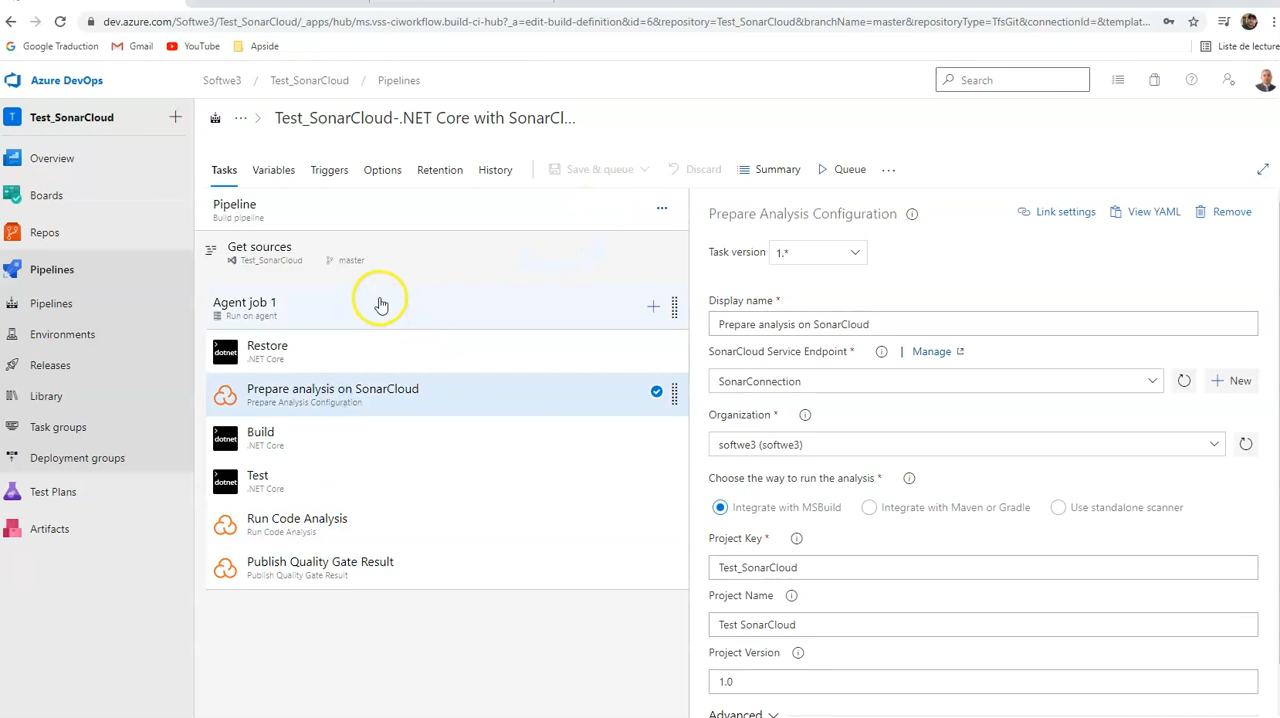 dev.azure.com/Softwe3/Test_SonarCloud/_apps/hub/ms.vss-ciworkflow.build-ci-hub?_a=edit-build-definition&id=6&repository=Test_SonarCloud&branchName=master&repositoryType=TfsGit&connectionId=&templat...
Google Traduction Gmail YouTube Apside Liste de lecture
Azure DevOps Softwe3 / Test_SonarCloud / Pipelines Search
T Test_SonarCloud +
... > Test_SonarCloud-.NET Core with SonarCl...
Overview
Boards
Repos
Pipelines
Pipelines
Environments
Releases
Library
Task groups
Deployment groups
Test Plans
Artifacts
Tasks Variables Triggers Options Retention History Save & queue Discard Summary Queue ...
Pipeline ...
Build pipeline
Get sources
Test_SonarCloud master
Agent job 1
Run on agent
dotnet Restore
.NET Core
Prepare analysis on SonarCloud
Prepare Analysis Configuration
dotnet Build
.NET Core
dotnet Test
.NET Core
Run Code Analysis
Run Code Analysis
Publish Quality Gate Result
Publish Quality Gate Result
Prepare Analysis Configuration Link settings View YAML Remove
Task version 1.*
Display name *
Prepare analysis on SonarCloud
SonarCloud Service Endpoint * | Manage
SonarConnection New
Organization *
softwe3 (softwe3)
Choose the way to run the analysis *
Integrate with MSBuild Integrate with Maven or Gradle Use standalone scanner
Project Key *
Test_SonarCloud
Project Name
Test SonarCloud
Project Version
1.0
Advanced